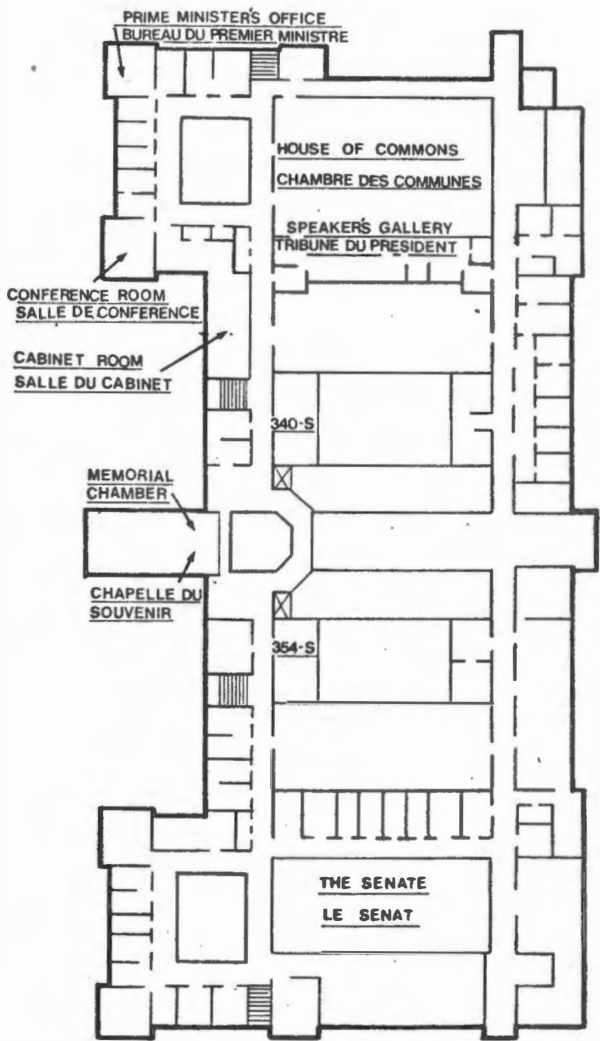 PRIME MINISTER'S OFFICE
BUREAU DU PREMIER MINISTRE
HOUSE OF COMMONS
CHAMBRE DES COMMUNES
SPEAKER'S GALLERY
TRIBUNE DU PRESIDENT
CONFERENCE ROOM
SALLE DE CONFERENCE
CABINET ROOM
SALLE DU CABINET
340-S
MEMORIAL
CHAMBER
CHAPELLE DU
SOUVENIR
354-S
THE SENATE
LE SENAT